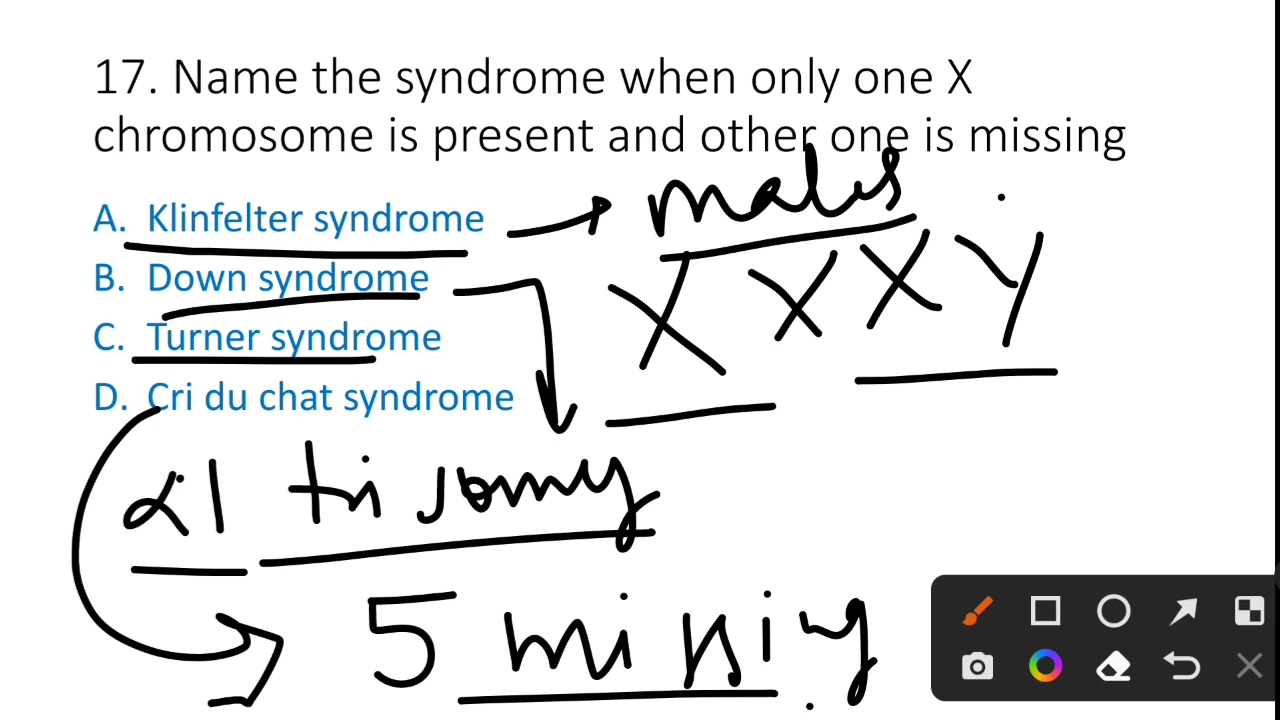 17. Name the syndrome when only one X
chromosome is present and other one is missing
A. Klinfelter syndrome
males
B. Down syndrome
X X X Y
C. Turner syndrome
D. Cri du chat syndrome
21 trisomy
5 missing